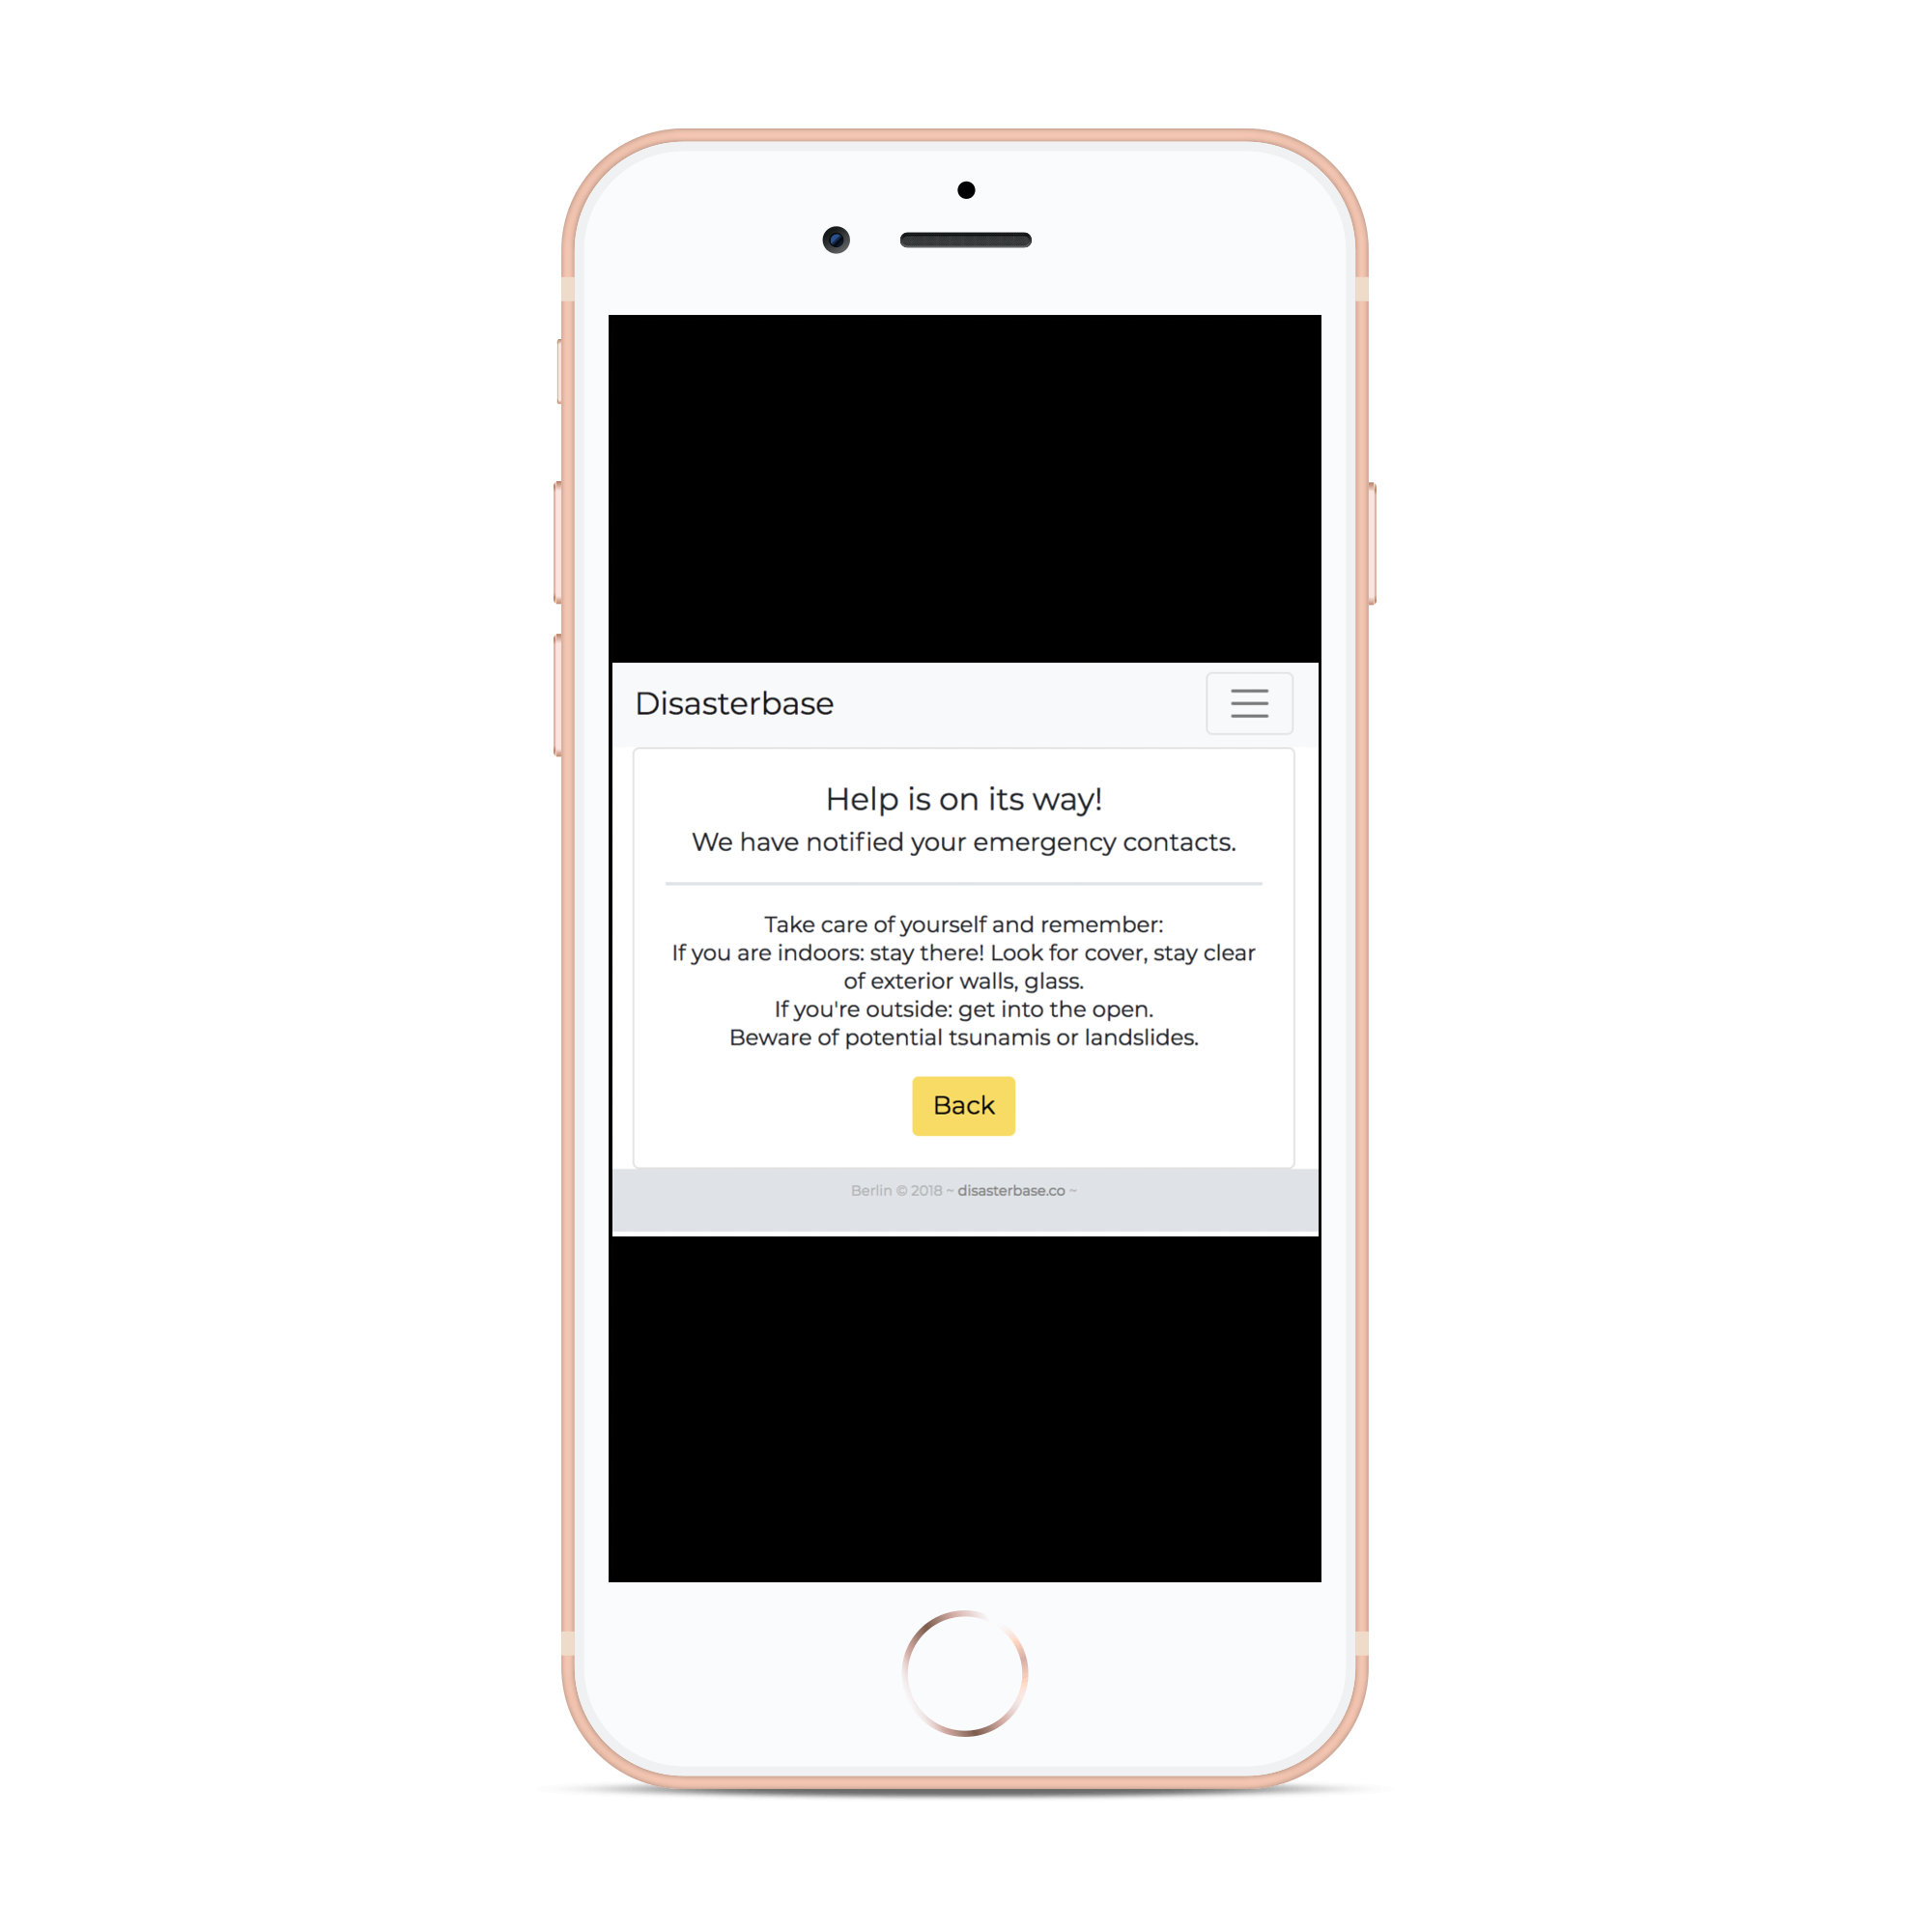 Disasterbase
Help is on its way!
We have notified your emergency contacts.
Take care of yourself and remember:
If you are indoors: stay there! Look for cover, stay clear
of exterior walls, glass.
If you're outside: get into the open.
Beware of potential tsunamis or landslides.
Back
Berlin © 2018 ~ disasterbase.co ~